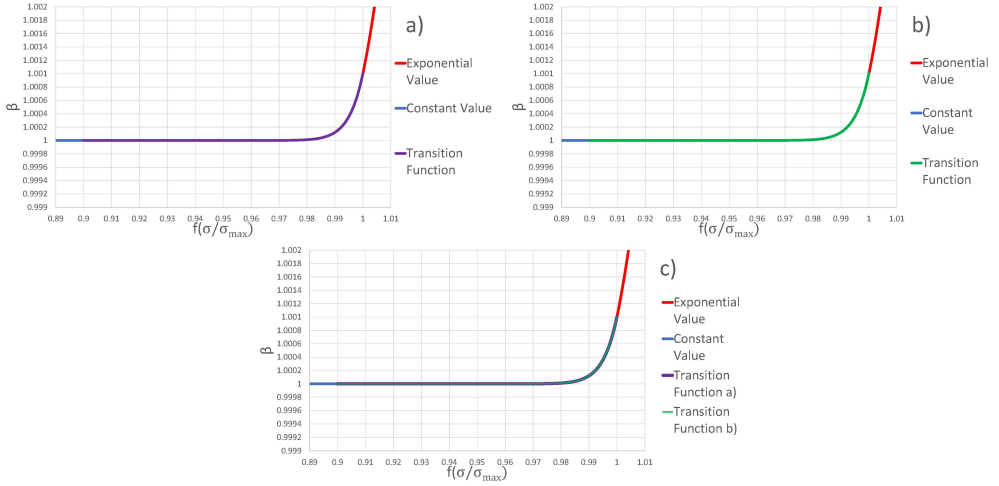 a)
1.002
1.0018
1.0016
1.0014
1.0012
1.001
1.0008
1.0006
1.0004
1.0002
1
0.9998
0.9996
0.9994
0.9992
0.999
β
0.89 0.9 0.91 0.92 0.93 0.94 0.95 0.96 0.97 0.98 0.99 1 1.01
f(σ/σmax)
Exponential
Value
Constant Value
Transition
Function
b)
1.002
1.0018
1.0016
1.0014
1.0012
1.001
1.0008
1.0006
1.0004
1.0002
1
0.9998
0.9996
0.9994
0.9992
0.999
β
0.89 0.9 0.91 0.92 0.93 0.94 0.95 0.96 0.97 0.98 0.99 1 1.01
f(σ/σmax)
Exponential
Value
Constant
Value
Transition
Function
c)
1.002
1.0018
1.0016
1.0014
1.0012
1.001
1.0008
1.0006
1.0004
1.0002
1
0.9998
0.9996
0.9994
0.9992
0.999
β
0.89 0.9 0.91 0.92 0.93 0.94 0.95 0.96 0.97 0.98 0.99 1 1.01
f(σ/σmax)
Exponential
Value
Constant
Value
Transition
Function a)
Transition
Function b)